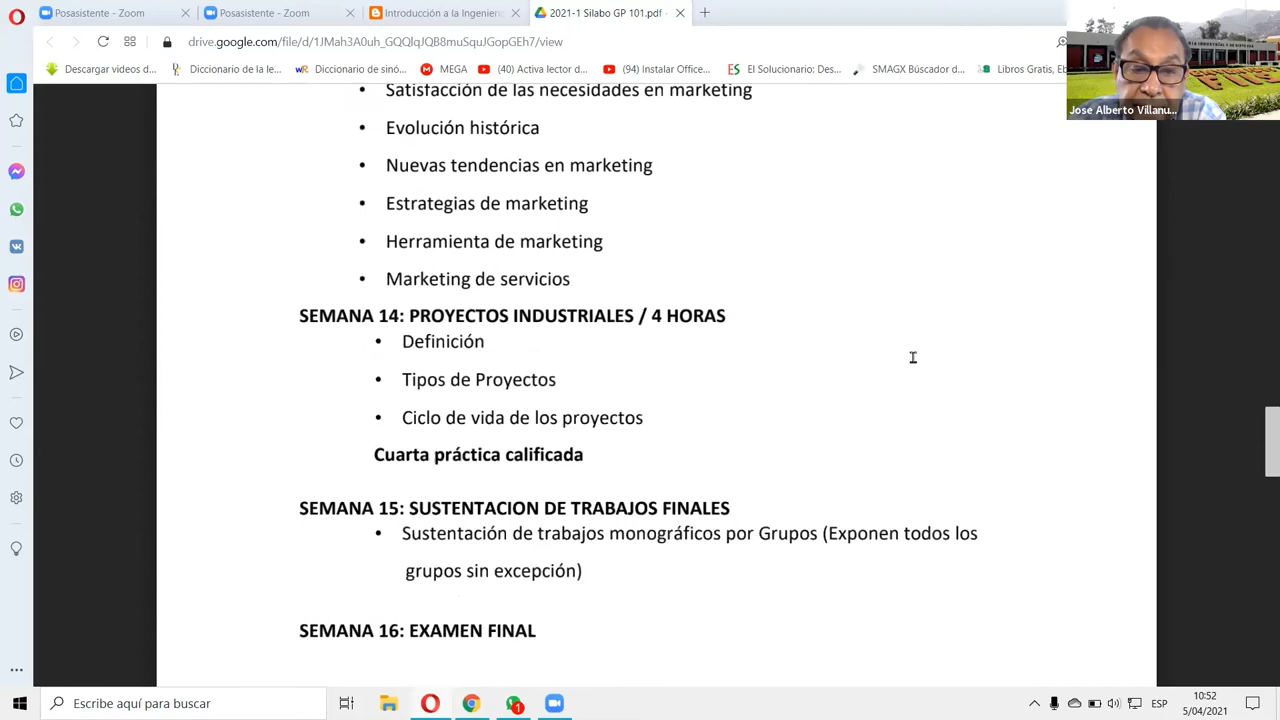 Posasistente - Zoom
Posasistente - Zoom
Introducción a la Ingenierí
2021-1 Silabo GP 101.pdf -
drive.google.com/file/d/1JMah3A0uh_GQQlqJQB8muSquJGopGEh7/view
Descargar videos d...
Diccionario de la le...
Diccionario de sinó...
MEGA
(40) Activa lector d...
(94) Instalar Office...
El Solucionario: Des...
SMAGX Búscador d...
Libros Gratis, Eb
Jose Alberto Villanu...
• Satisfacción de las necesidades en marketing
• Evolución histórica
• Nuevas tendencias en marketing
• Estrategias de marketing
• Herramienta de marketing
• Marketing de servicios
SEMANA 14: PROYECTOS INDUSTRIALES / 4 HORAS
• Definición
• Tipos de Proyectos
• Ciclo de vida de los proyectos
Cuarta práctica calificada
SEMANA 15: SUSTENTACION DE TRABAJOS FINALES
• Sustentación de trabajos monográficos por Grupos (Exponen todos los
grupos sin excepción)
SEMANA 16: EXAMEN FINAL
Escribe aquí para buscar
1
ESP
10:52
5/04/2021